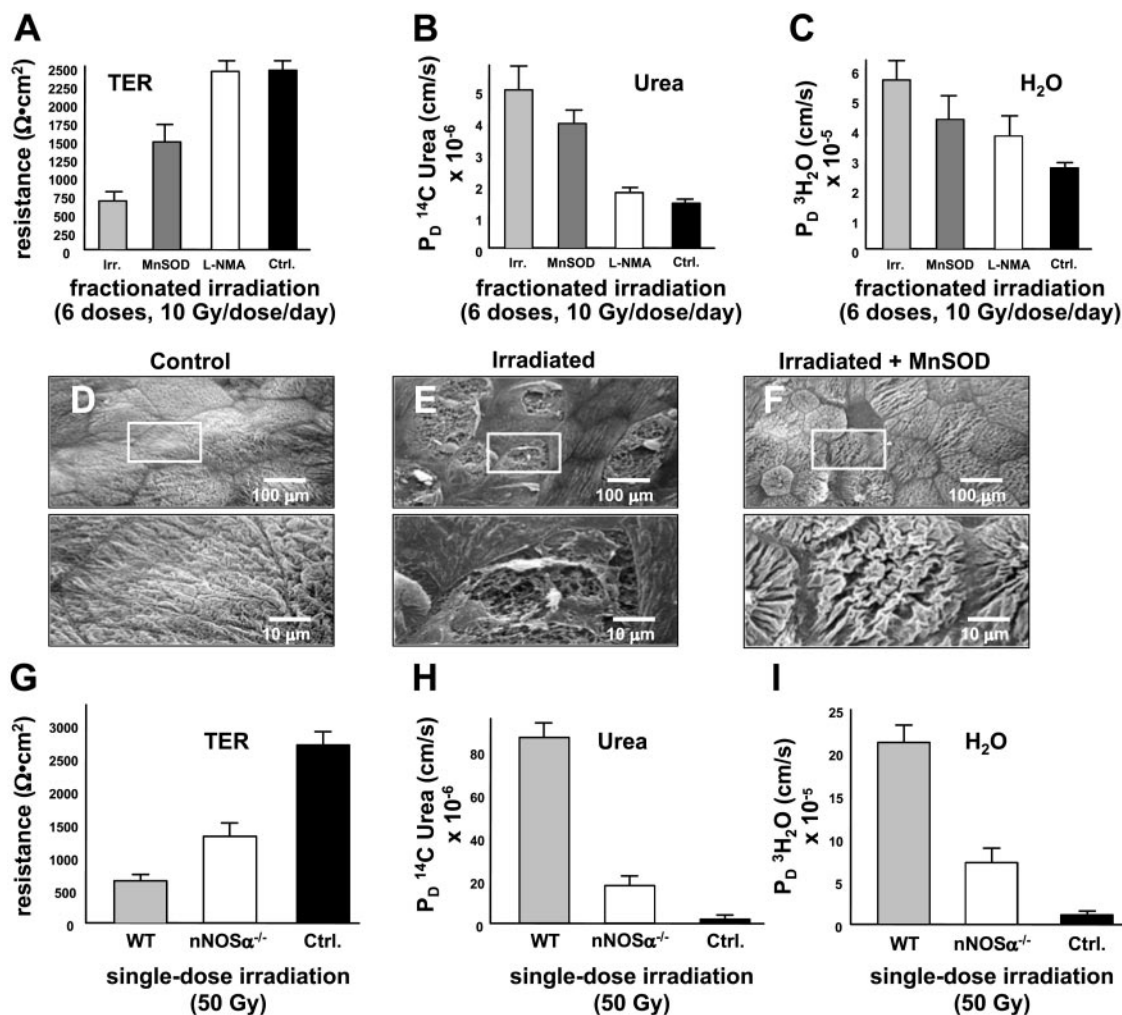 A
resistance (Ω•cm²)
2500
2250
2000
1750
1500
1250
1000
750
500
250
0
TER
Irr. MnSOD L-NMA Ctrl.
fractionated irradiation
(6 doses, 10 Gy/dose/day)
B
P_D ¹⁴C Urea (cm/s)
x 10⁻⁶
5
4
3
2
1
0
Urea
Irr. MnSOD L-NMA Ctrl.
fractionated irradiation
(6 doses, 10 Gy/dose/day)
C
P_D ³H₂O (cm/s)
x 10⁻⁵
6
5
4
3
2
1
0
H₂O
Irr. MnSOD L-NMA Ctrl.
fractionated irradiation
(6 doses, 10 Gy/dose/day)
Control
D
100 µm
10 µm
Irradiated
E
100 µm
10 µm
Irradiated + MnSOD
F
100 µm
10 µm
G
resistance (Ω•cm²)
3000
2500
2000
1500
1000
500
0
TER
WT nNOSα⁻/⁻ Ctrl.
single-dose irradiation
(50 Gy)
H
P_D ¹⁴C Urea (cm/s)
x 10⁻⁶
80
60
40
20
0
Urea
WT nNOSα⁻/⁻ Ctrl.
single-dose irradiation
(50 Gy)
I
P_D ³H₂O (cm/s)
x 10⁻⁵
25
20
15
10
5
0
H₂O
WT nNOSα⁻/⁻ Ctrl.
single-dose irradiation
(50 Gy)